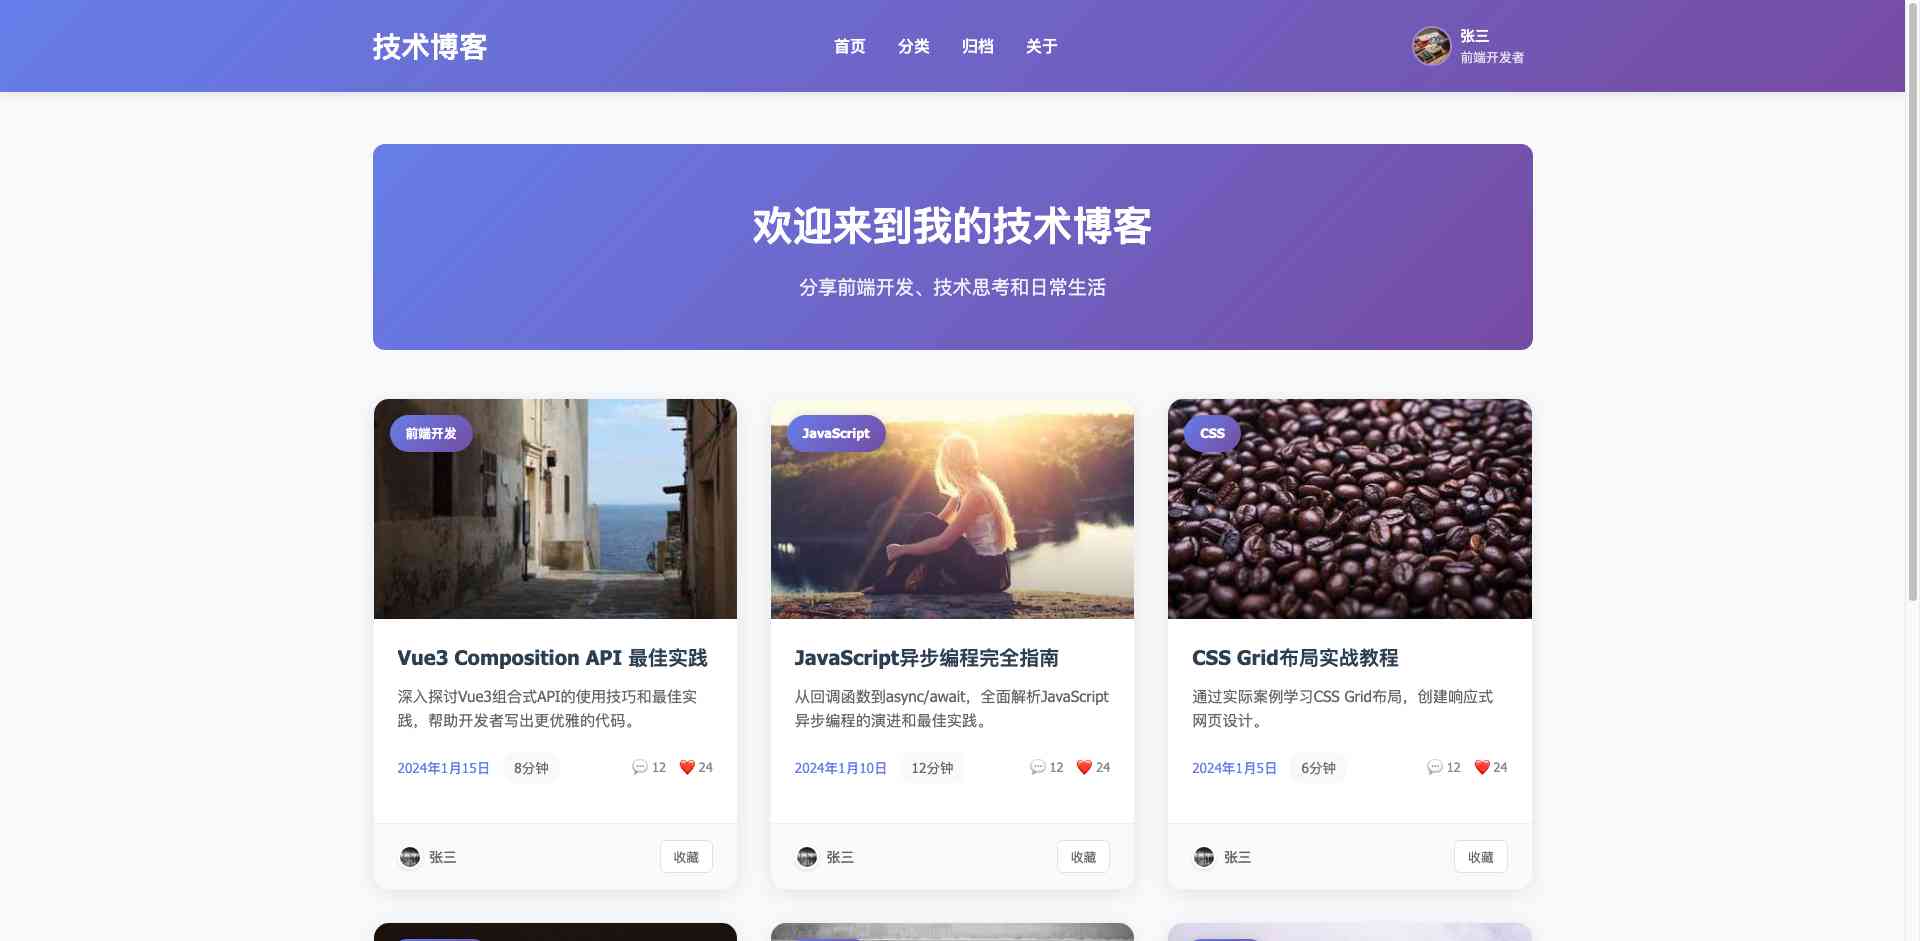 技术博客
首页 分类 归档 关于
张三
前端开发者
欢迎来到我的技术博客
分享前端开发、技术思考和日常生活
前端开发
Vue3 Composition API 最佳实践
深入探讨Vue3组合式API的使用技巧和最佳实
践，帮助开发者写出更优雅的代码。
2024年1月15日 8分钟 12 24
张三 收藏
JavaScript
JavaScript异步编程完全指南
从回调函数到async/await，全面解析JavaScript
异步编程的演进和最佳实践。
2024年1月10日 12分钟 12 24
张三 收藏
CSS
CSS Grid布局实战教程
通过实际案例学习CSS Grid布局，创建响应式
网页设计。
2024年1月5日 6分钟 12 24
张三 收藏